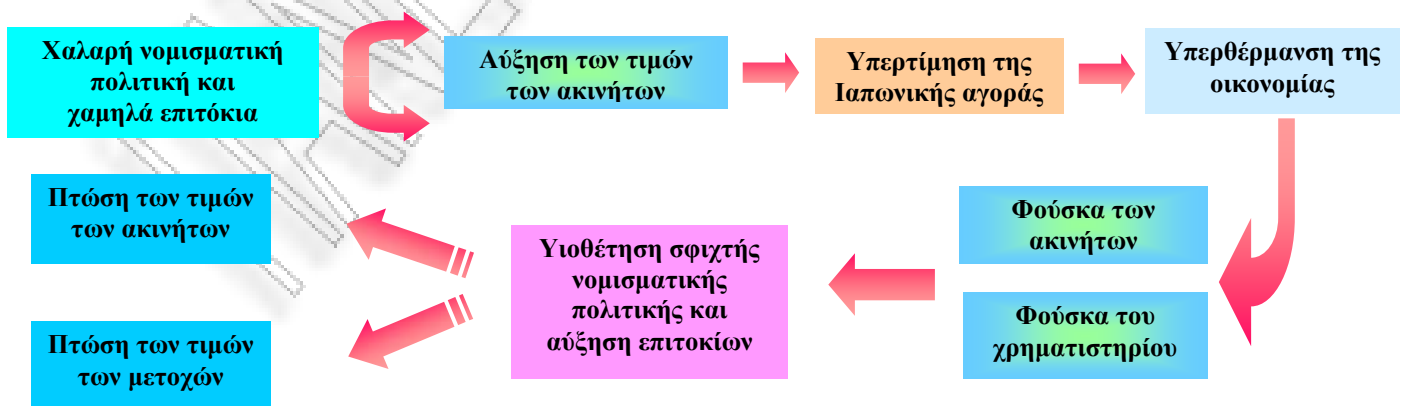 Χαλαρή νομισματική
πολιτική και
χαμηλά επιτόκια
Αύξηση των τιμών
των ακινήτων
Υπερτίμηση της
Ιαπωνικής αγοράς
Υπερθέρμανση της
οικονομίας
Φούσκα των
ακινήτων
Φούσκα του
χρηματιστηρίου
Υιοθέτηση σφιχτής
νομισματικής
πολιτικής και
αύξηση επιτοκίων
Πτώση των τιμών
των ακινήτων
Πτώση των τιμών
των μετοχών